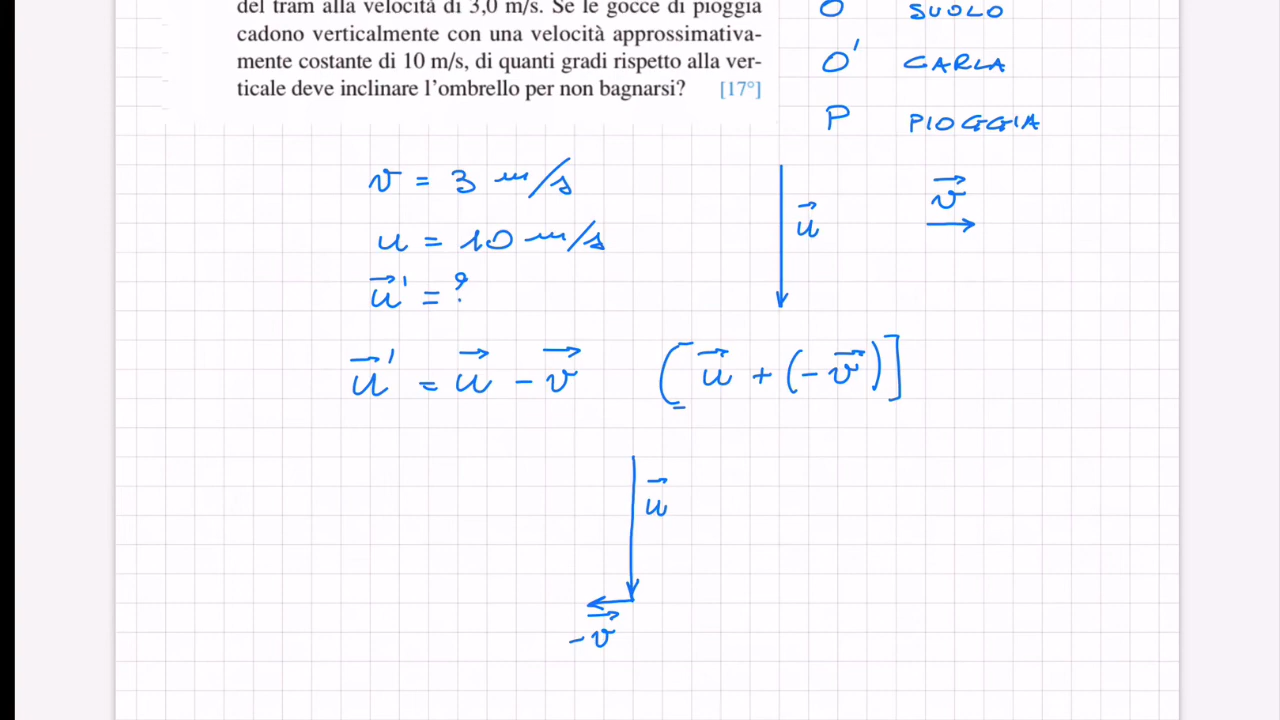 del tram alla velocità di 3,0 m/s. Se le gocce di pioggia
cadono verticalmente con una velocità approssimativa-
mente costante di 10 m/s, di quanti gradi rispetto alla ver-
ticale deve inclinare l'ombrello per non bagnarsi? [17°]
O SUOLO
O' CARLA
P PIOGGIA
v = 3 m/s
u = 10 m/s
u⃗' = ?
u⃗
v⃗
u⃗' = u⃗ - v⃗ [u⃗ + (-v⃗)]
u⃗
-v⃗